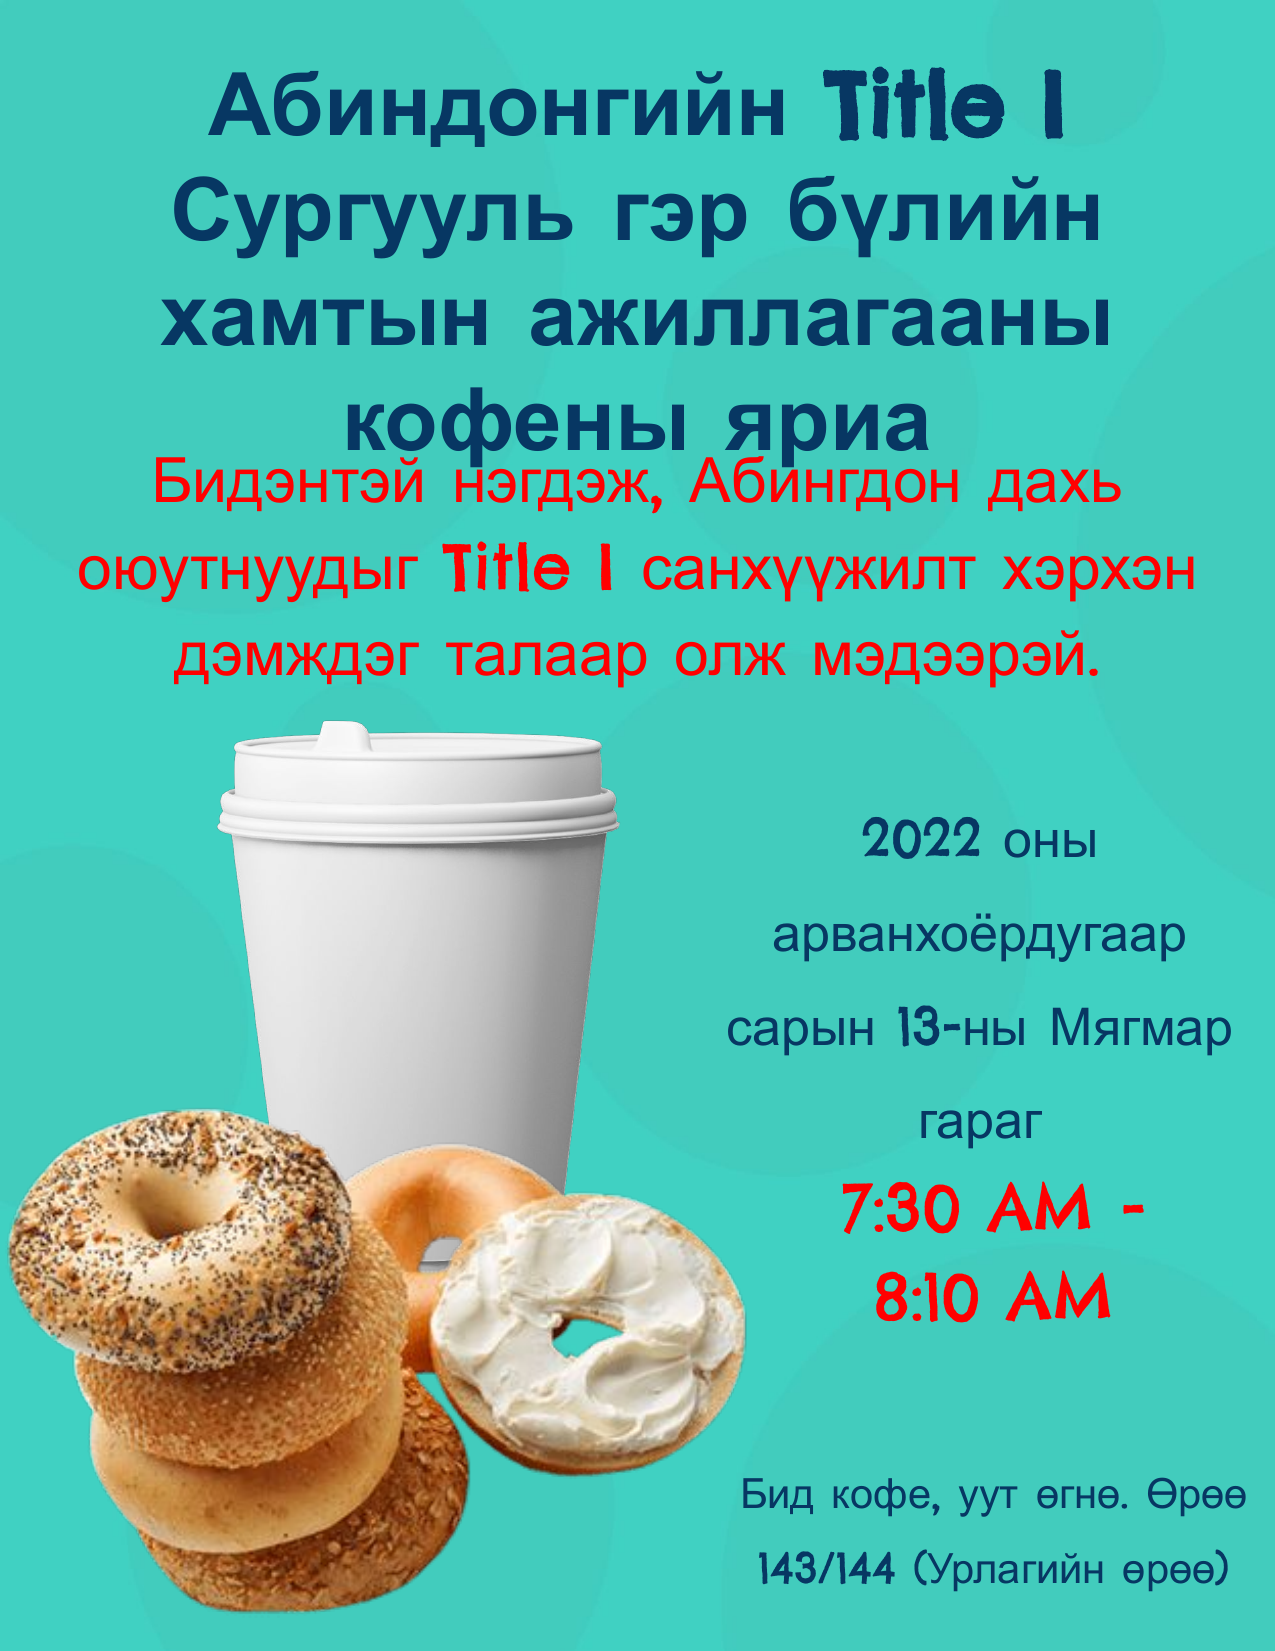 Абиндонгийн Title I
Сургууль гэр бүлийн
хамтын ажиллагааны
кофены яриа
Бидэнтэй нэгдэж, Абингдон дахь
оюутнуудыг Title I санхүүжилт хэрхэн
дэмждэг талаар олж мэдээрэй.
2022 оны
арванхоёрдугаар
сарын 13-ны Мягмар
гараг
7:30 AM -
8:10 AM
Бид кофе, уут өгнө. Өрөө
143/144 (Урлагийн өрөө)